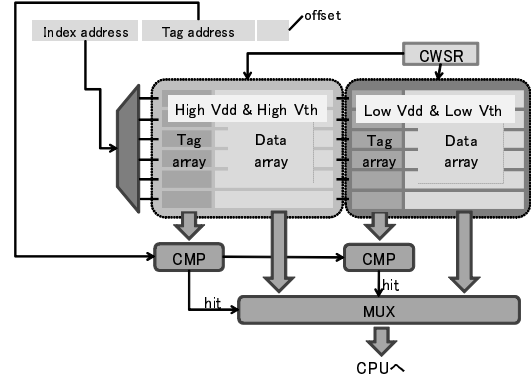 offset
Index address
Tag address
CWSR
High Vdd & High Vth
Low Vdd & Low Vth
Tag
array
Data
array
Tag
array
Data
array
CMP
CMP
hit
hit
MUX
CPUへ